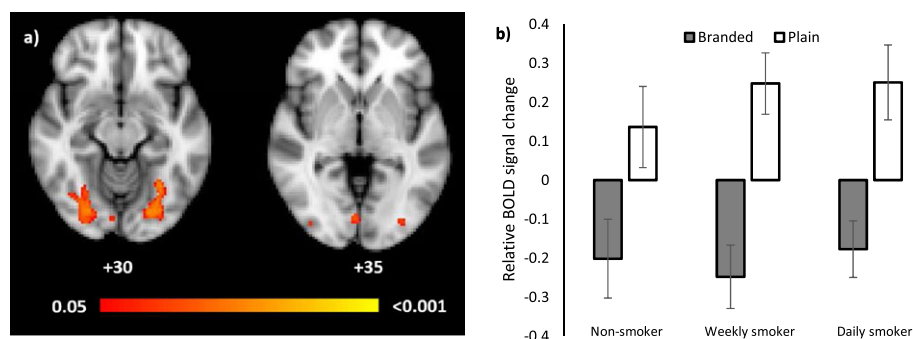 a)
+30
+35
0.05
<0.001
b)
Branded
Plain
Relative BOLD signal change
0.4
0.3
0.2
0.1
0
-0.1
-0.2
-0.3
-0.4
Non-smoker
Weekly smoker
Daily smoker